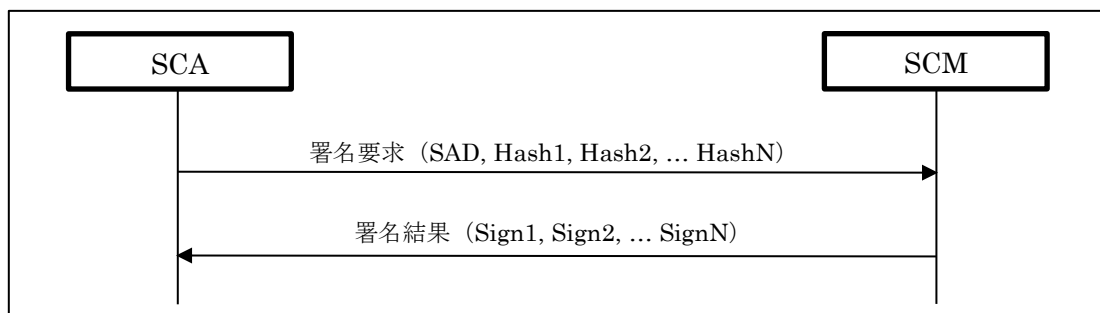 SCA
SCM
署名要求（SAD, Hash1, Hash2, … HashN）
署名結果（Sign1, Sign2, … SignN）